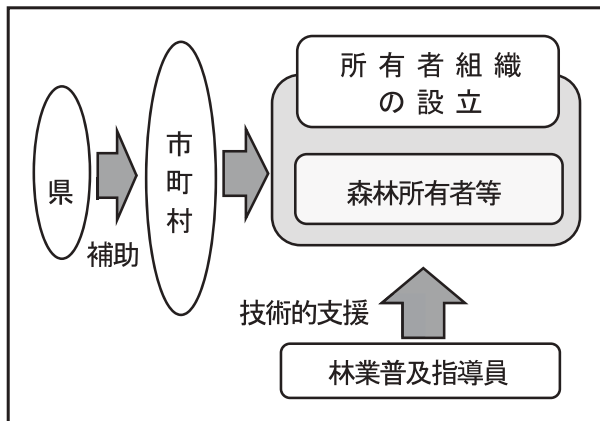 所有者組織
の設立
県
市町村
森林所有者等
補助
技術的支援
林業普及指導員